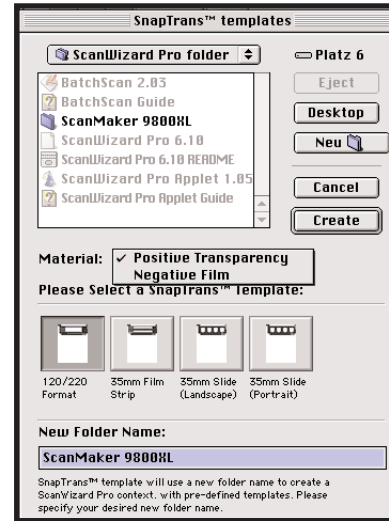 SnapTrans™ templates
ScanWizard Pro folder
Platz 6
BatchScan 2.03
BatchScan Guide
ScanMaker 9800XL
ScanWizard Pro 6.10
ScanWizard Pro 6.10 README
ScanWizard Pro Applet 1.05
ScanWizard Pro Applet Guide
Eject
Desktop
Neu
Cancel
Create
Material:
✓ Positive Transparency
Negative Film
Please Select a SnapTrans™ Template:
120/220
Format
35mm Film
Strip
35mm Slide
(Landscape)
35mm Slide
(Portrait)
New Folder Name:
ScanMaker 9800XL
SnapTrans™ template will use a new folder name to create a
ScanWizard Pro context, with pre-defined templates. Please
specify your desired new folder name.